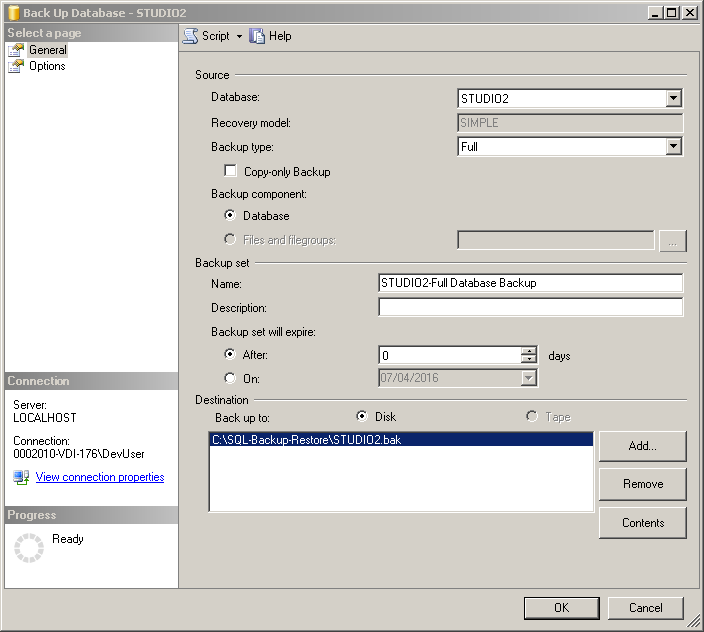 Back Up Database - STUDIO2
Select a page
General
Options
Script Help
Source
Database: STUDIO2
Recovery model: SIMPLE
Backup type: Full
Copy-only Backup
Backup component:
Database
Files and filegroups: ...
Backup set
Name: STUDIO2-Full Database Backup
Description:
Backup set will expire:
After: 0 days
On: 07/04/2016
Destination
Back up to: Disk Tape
C:\SQL-Backup-Restore\STUDIO2.bak
Add...
Remove
Contents
Connection
Server:
LOCALHOST
Connection:
0002010-VDI-176\DevUser
View connection properties
Progress
Ready
OK Cancel